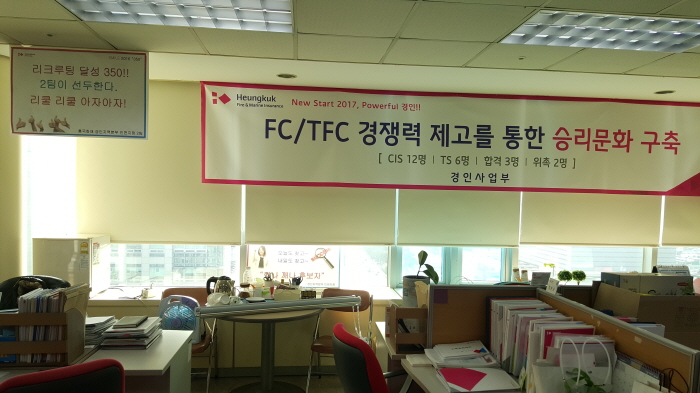 리크루팅 달성 350!!
2팀이 선두한다.
리쿨 리쿨 아자아자!
Heungkuk
Fire & Marine Insurance
New Start 2017, Powerful 경인!!
FC/TFC 경쟁력 제고를 통한 승리문화 구축
[ CIS 12명 | TS 6명 | 합격 3명 | 위촉 2명 ]
경인사업부